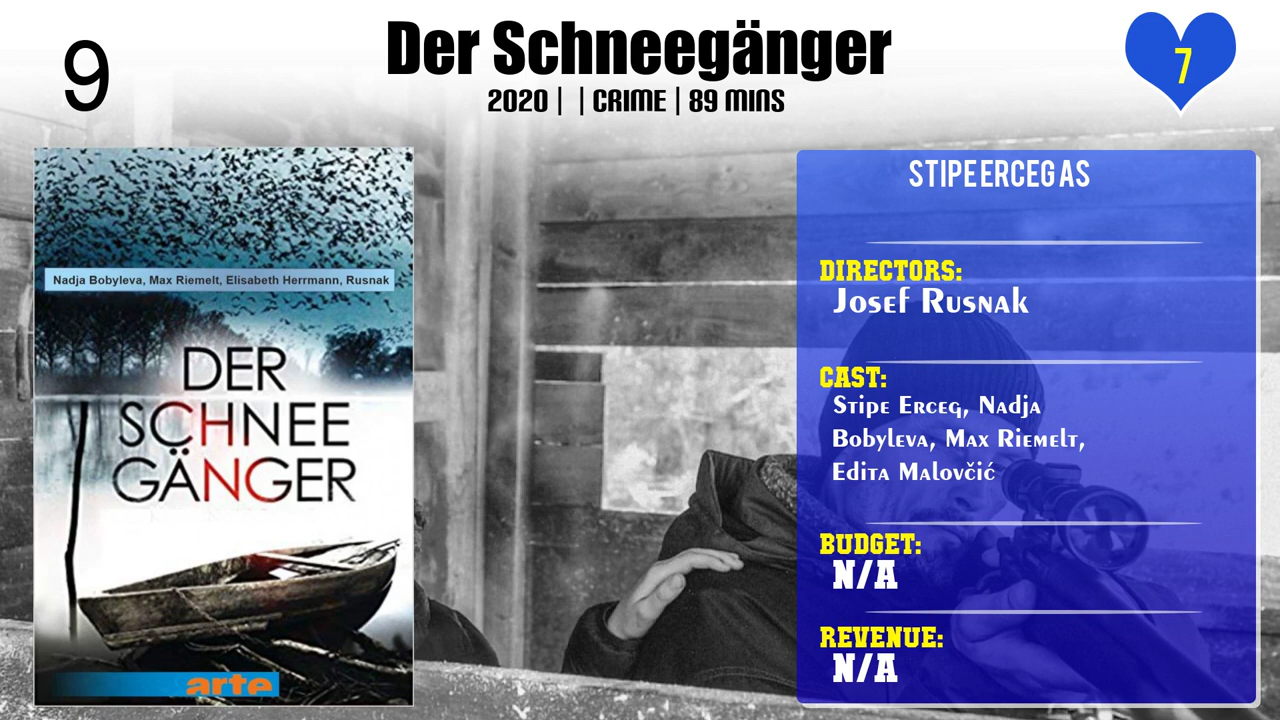 9
Der Schneegänger
7
2020 | | CRIME | 89 MINS
Nadja Bobyleva, Max Riemelt, Elisabeth Herrmann, Rusnak
DER
SCHNEE
GÄNGER
arte
STIPE ERCEG AS
DIRECTORS:
Josef Rusnak
CAST:
Stipe Erceg, Nadja
Bobyleva, Max Riemelt,
Edita Malovčić
BUDGET:
N/A
REVENUE:
N/A